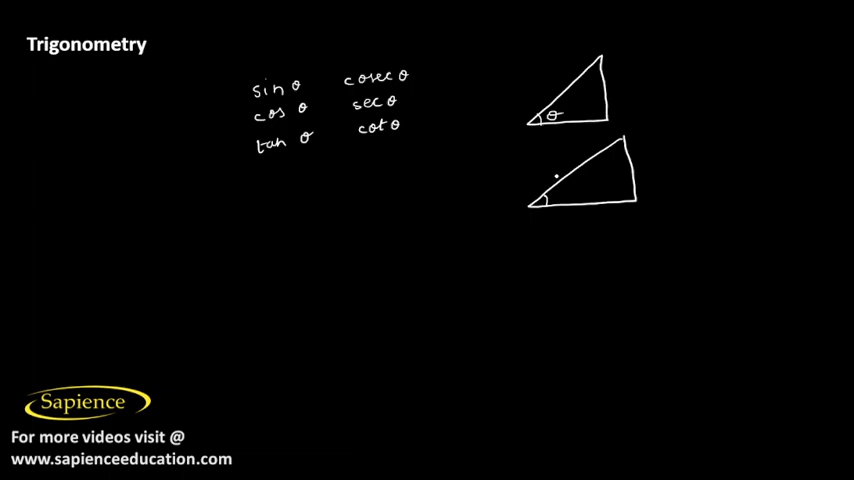 Trigonometry
sin θ cosec θ
cos θ sec θ
tan θ cot θ
θ
Sapience
For more videos visit @
www.sapienceeducation.com